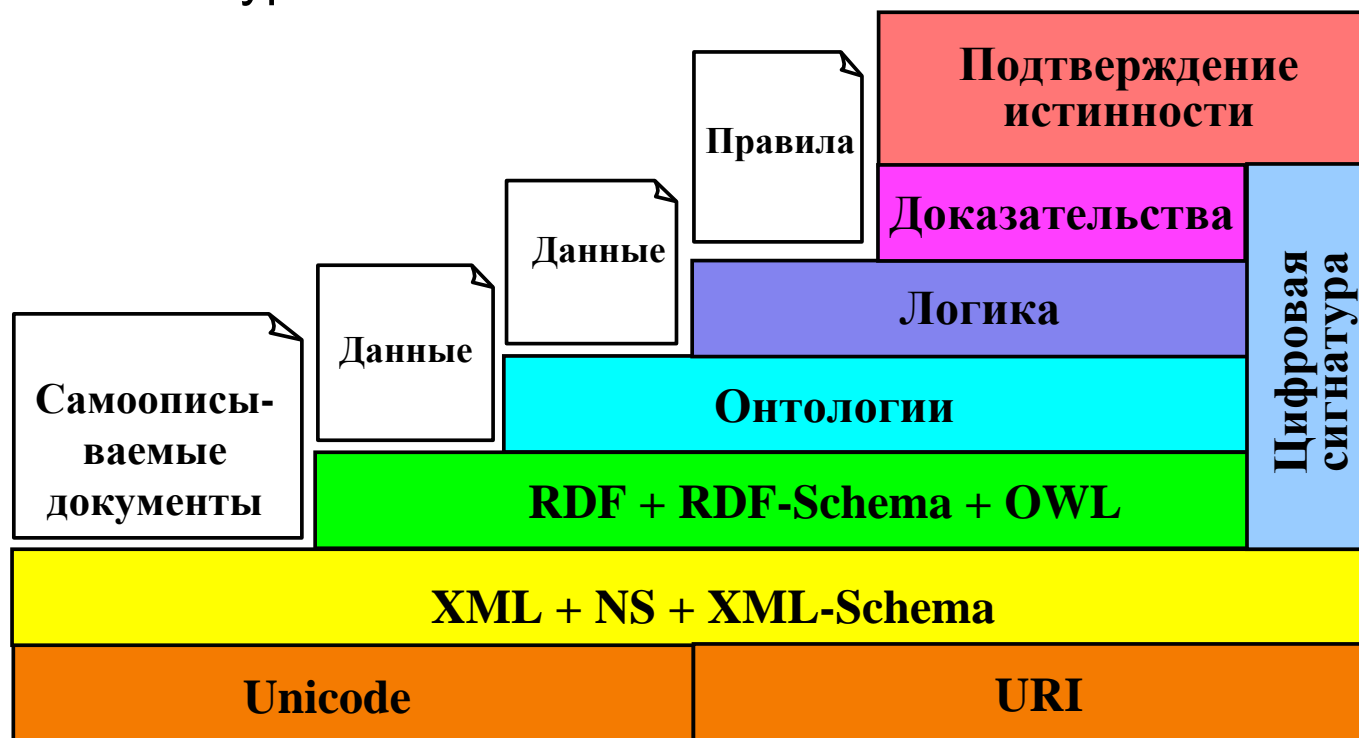 Подтверждение
истинности
Правила
Доказательства
Данные
Цифровая
сигнатура
Логика
Данные
Самоописы-
ваемые
документы
Онтологии
RDF + RDF-Schema + OWL
XML + NS + XML-Schema
Unicode
URI